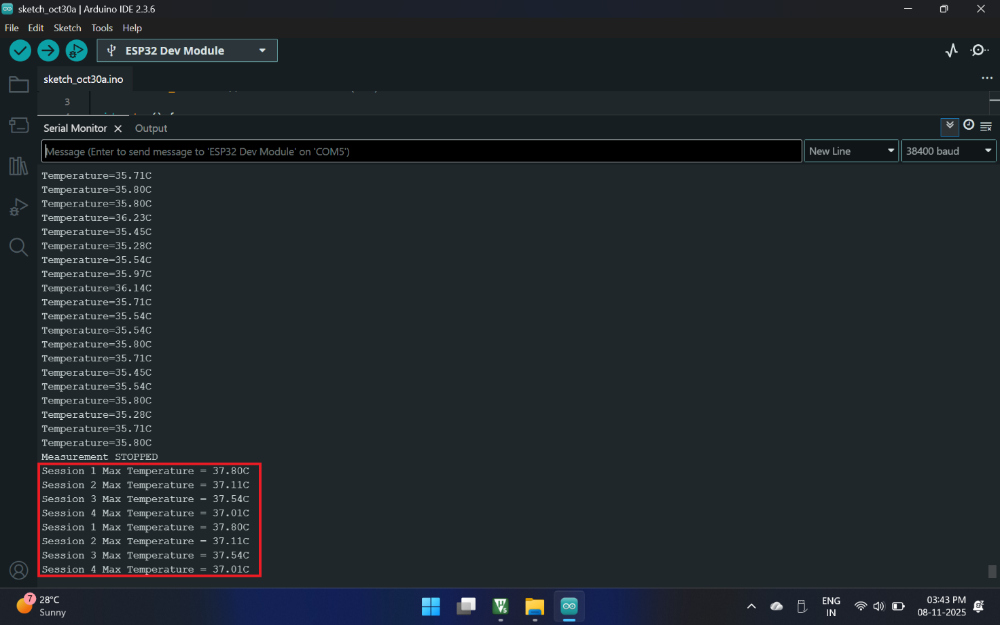 sketch_oct30a | Arduino IDE 2.3.6
File Edit Sketch Tools Help
ESP32 Dev Module
sketch_oct30a.ino
3
Serial Monitor Output
Message (Enter to send message to 'ESP32 Dev Module' on 'COM5')
New Line
38400 baud
Temperature=35.71C
Temperature=35.80C
Temperature=35.80C
Temperature=36.23C
Temperature=35.45C
Temperature=35.28C
Temperature=35.54C
Temperature=35.97C
Temperature=36.14C
Temperature=35.71C
Temperature=35.54C
Temperature=35.54C
Temperature=35.80C
Temperature=35.71C
Temperature=35.45C
Temperature=35.54C
Temperature=35.80C
Temperature=35.28C
Temperature=35.71C
Temperature=35.80C
Measurement STOPPED
Session 1 Max Temperature = 37.80C
Session 2 Max Temperature = 37.11C
Session 3 Max Temperature = 37.54C
Session 4 Max Temperature = 37.01C
Session 1 Max Temperature = 37.80C
Session 2 Max Temperature = 37.11C
Session 3 Max Temperature = 37.54C
Session 4 Max Temperature = 37.01C
7
28°C
Sunny
ENG
IN
03:43 PM
08-11-2025